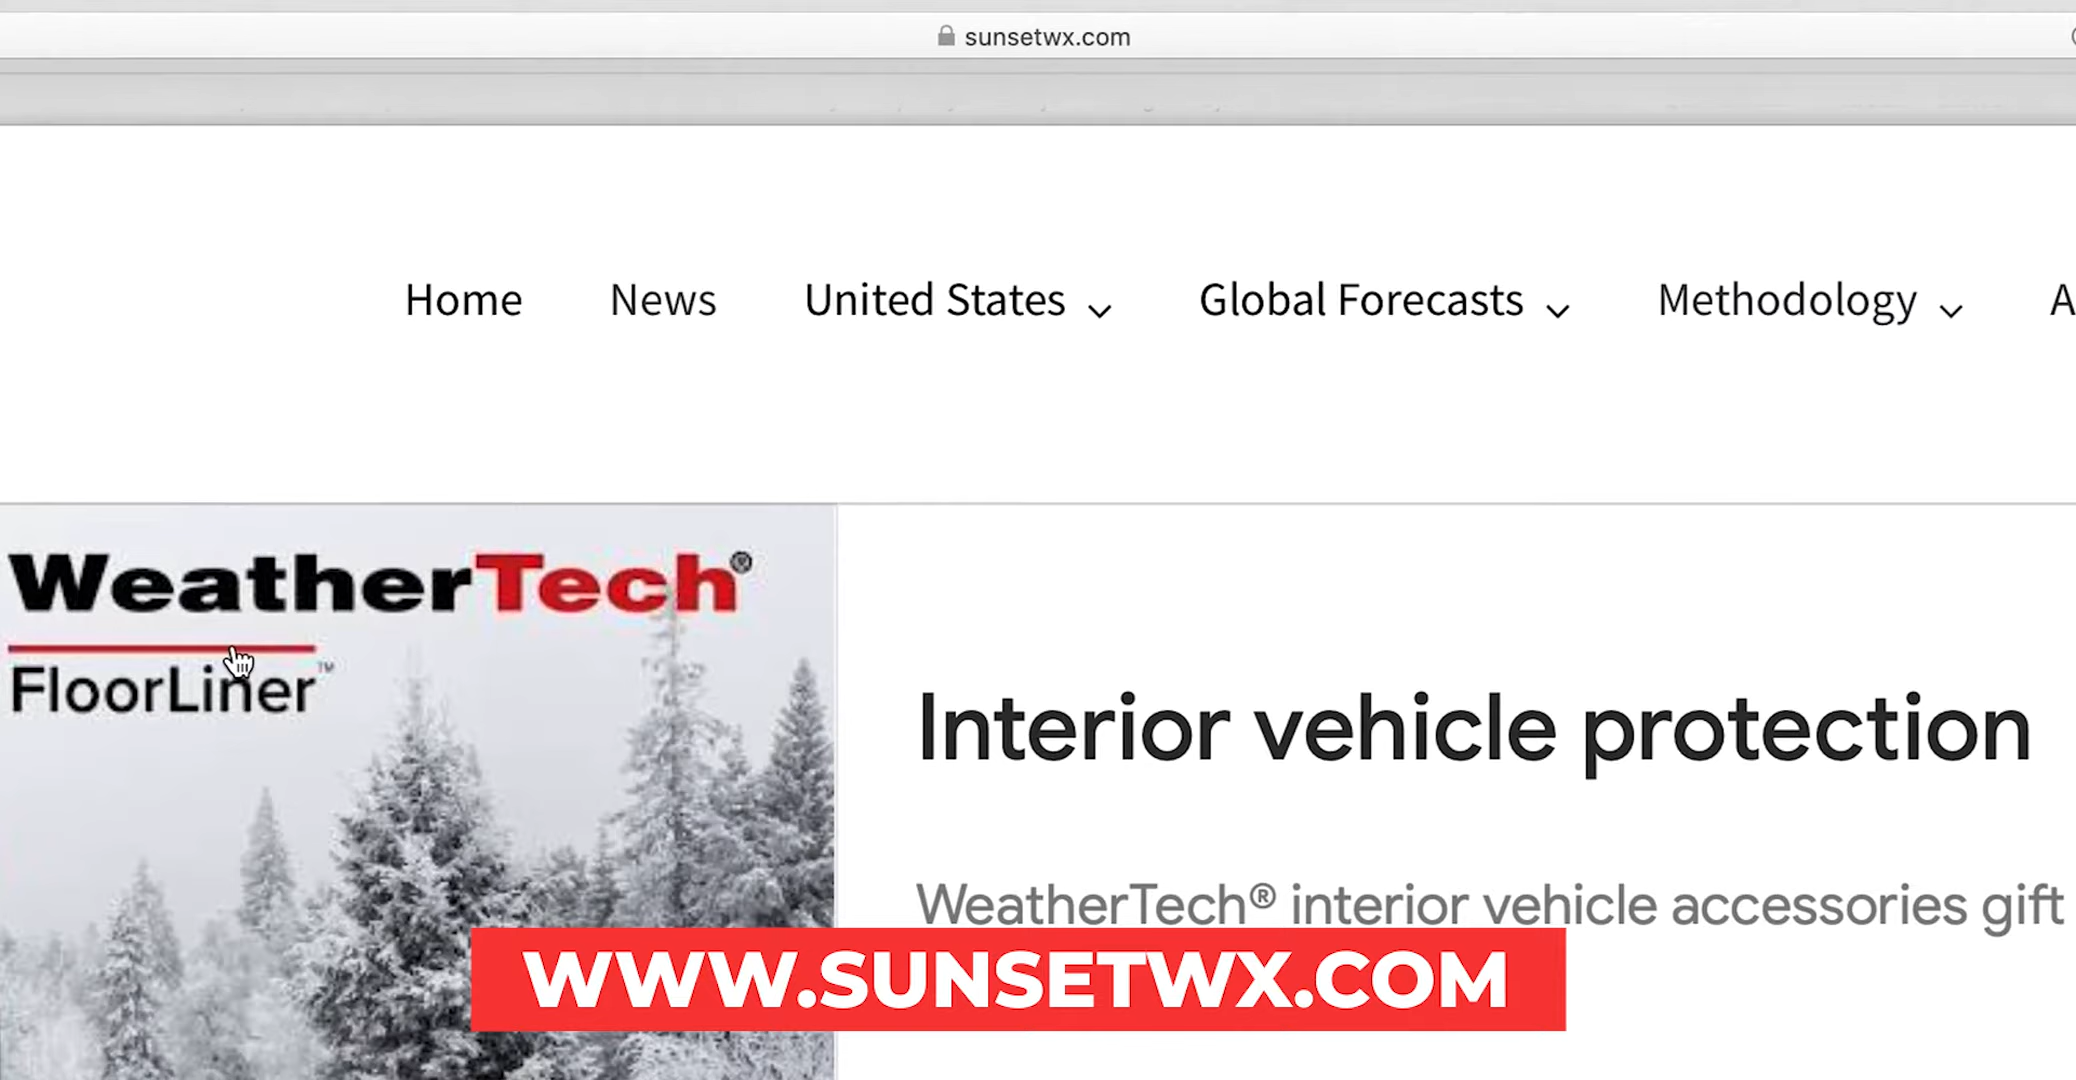 sunsetwx.com
Home News United States Global Forecasts Methodology A
WeatherTech®
FloorLiner™
Interior vehicle protection
WeatherTech® interior vehicle accessories gift
WWW.SUNSETWX.COM